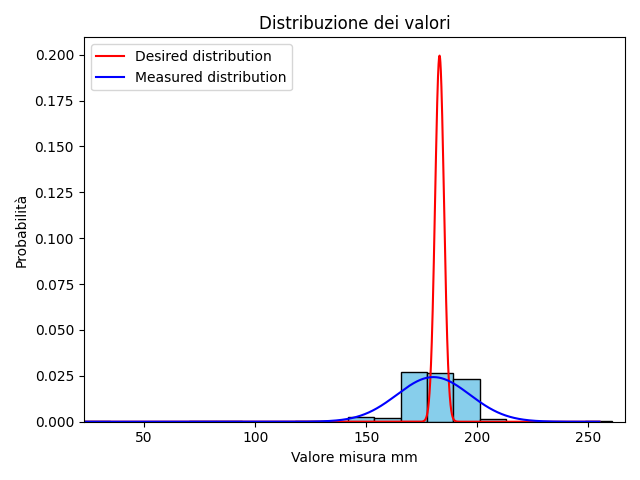 Distribuzione dei valori
Desired distribution
Measured distribution
Probabilità
0.200
0.175
0.150
0.125
0.100
0.075
0.050
0.025
0.000
50 100 150 200 250
Valore misura mm